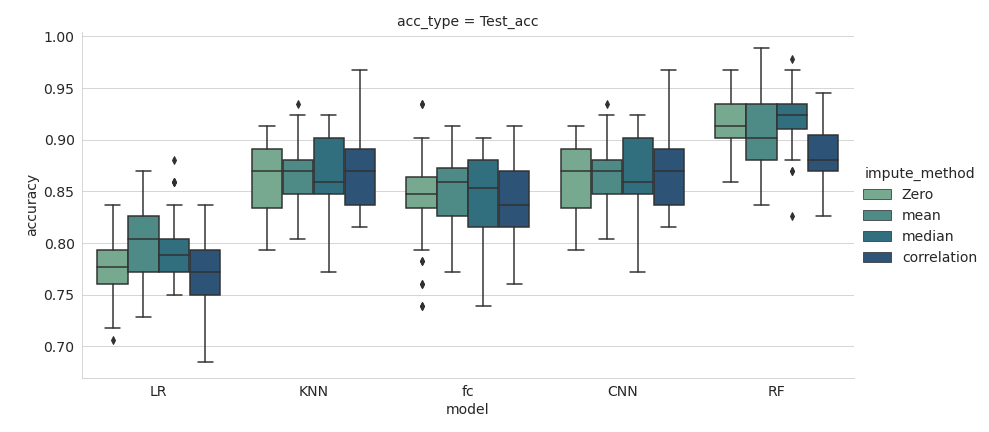 acc_type = Test_acc
1.00
0.95
0.90
0.85
0.80
0.75
0.70
accuracy
LR
KNN
fc
CNN
RF
model
impute_method
Zero
mean
median
correlation